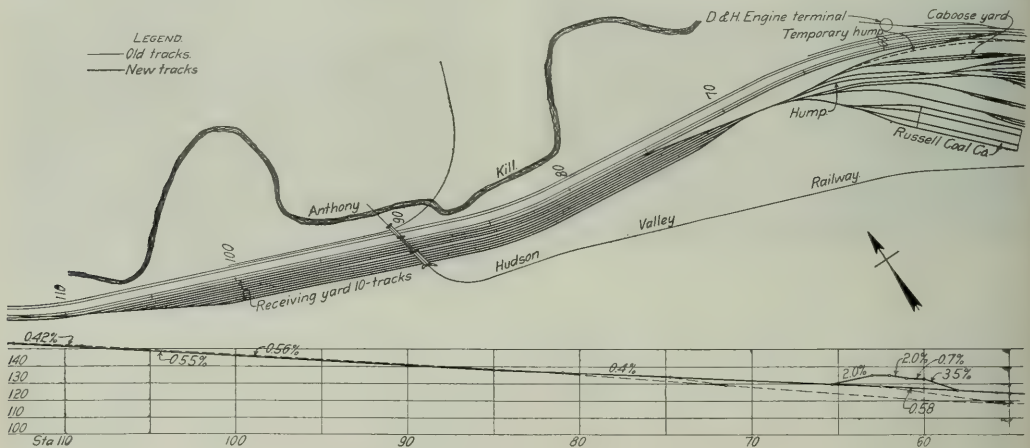 D & H. Engine terminal
Caboose yard
Temporary hump
LEGEND.
Old tracks.
New tracks
70
Hump
Russell Coal Co.
80
Kill.
Railway.
Anthony
90
Valley
100
Hudson
Receiving yard 10-tracks
110
0.42%
0.55%
0.56%
0.4%
2.0%
2.0%
0.7%
3.5%
0.58
140
130
120
110
100
Sta 110
100
90
80
70
60